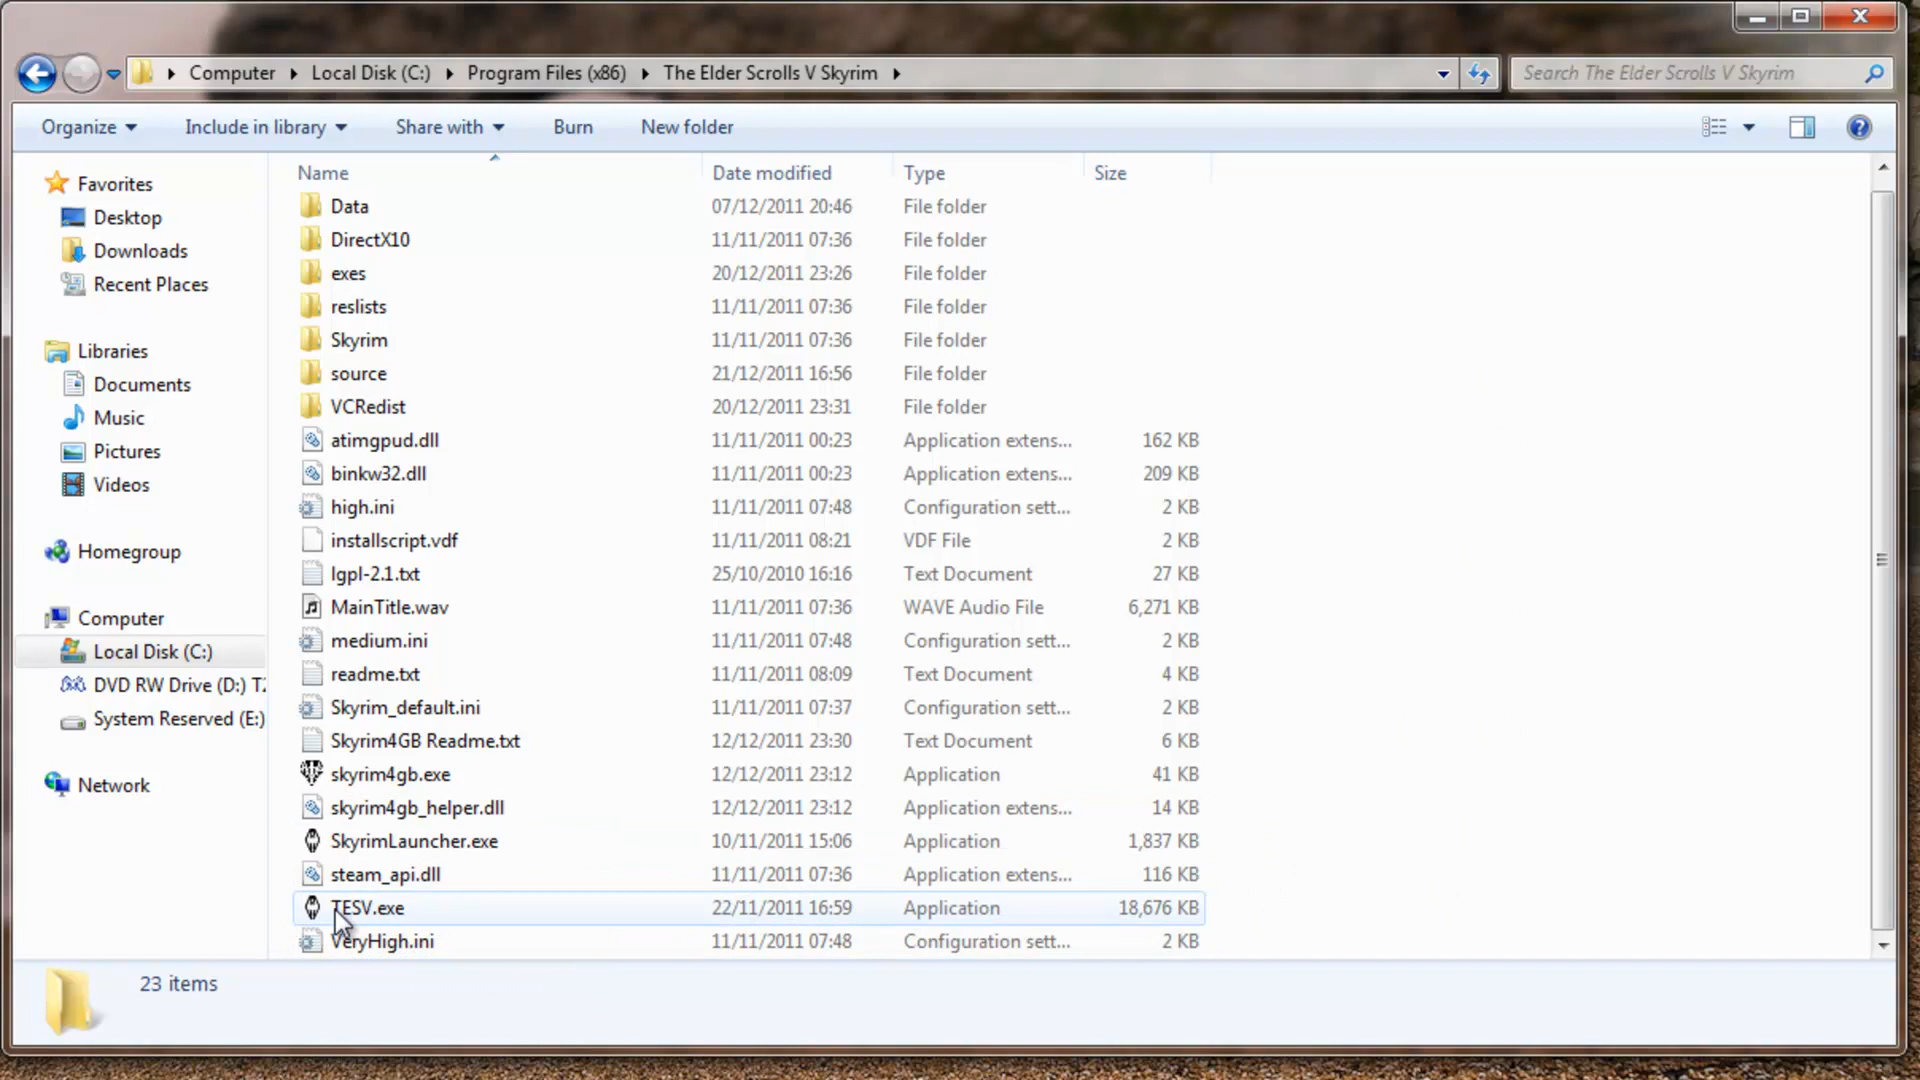 Computer Local Disk (C:) Program Files (x86) The Elder Scrolls V Skyrim
Search The Elder Scrolls V Skyrim
Organize Include in library Share with Burn New folder
Favorites
Desktop
Downloads
Recent Places
Libraries
Documents
Music
Pictures
Videos
Homegroup
Computer
Local Disk (C:)
DVD RW Drive (D:) T2
System Reserved (E:)
Network
Name Date modified Type Size
Data 07/12/2011 20:46 File folder
DirectX10 11/11/2011 07:36 File folder
exes 20/12/2011 23:26 File folder
reslists 11/11/2011 07:36 File folder
Skyrim 11/11/2011 07:36 File folder
source 21/12/2011 16:56 File folder
VCRedist 20/12/2011 23:31 File folder
atimgpud.dll 11/11/2011 00:23 Application extens... 162 KB
binkw32.dll 11/11/2011 00:23 Application extens... 209 KB
high.ini 11/11/2011 07:48 Configuration sett... 2 KB
installscript.vdf 11/11/2011 08:21 VDF File 2 KB
lgpl-2.1.txt 25/10/2010 16:16 Text Document 27 KB
MainTitle.wav 11/11/2011 07:36 WAVE Audio File 6,271 KB
medium.ini 11/11/2011 07:48 Configuration sett... 2 KB
readme.txt 11/11/2011 08:09 Text Document 4 KB
Skyrim_default.ini 11/11/2011 07:37 Configuration sett... 2 KB
Skyrim4GB Readme.txt 12/12/2011 23:30 Text Document 6 KB
skyrim4gb.exe 12/12/2011 23:12 Application 41 KB
skyrim4gb_helper.dll 12/12/2011 23:12 Application extens... 14 KB
SkyrimLauncher.exe 10/11/2011 15:06 Application 1,837 KB
steam_api.dll 11/11/2011 07:36 Application extens... 116 KB
TESV.exe 22/11/2011 16:59 Application 18,676 KB
VeryHigh.ini 11/11/2011 07:48 Configuration sett... 2 KB
23 items